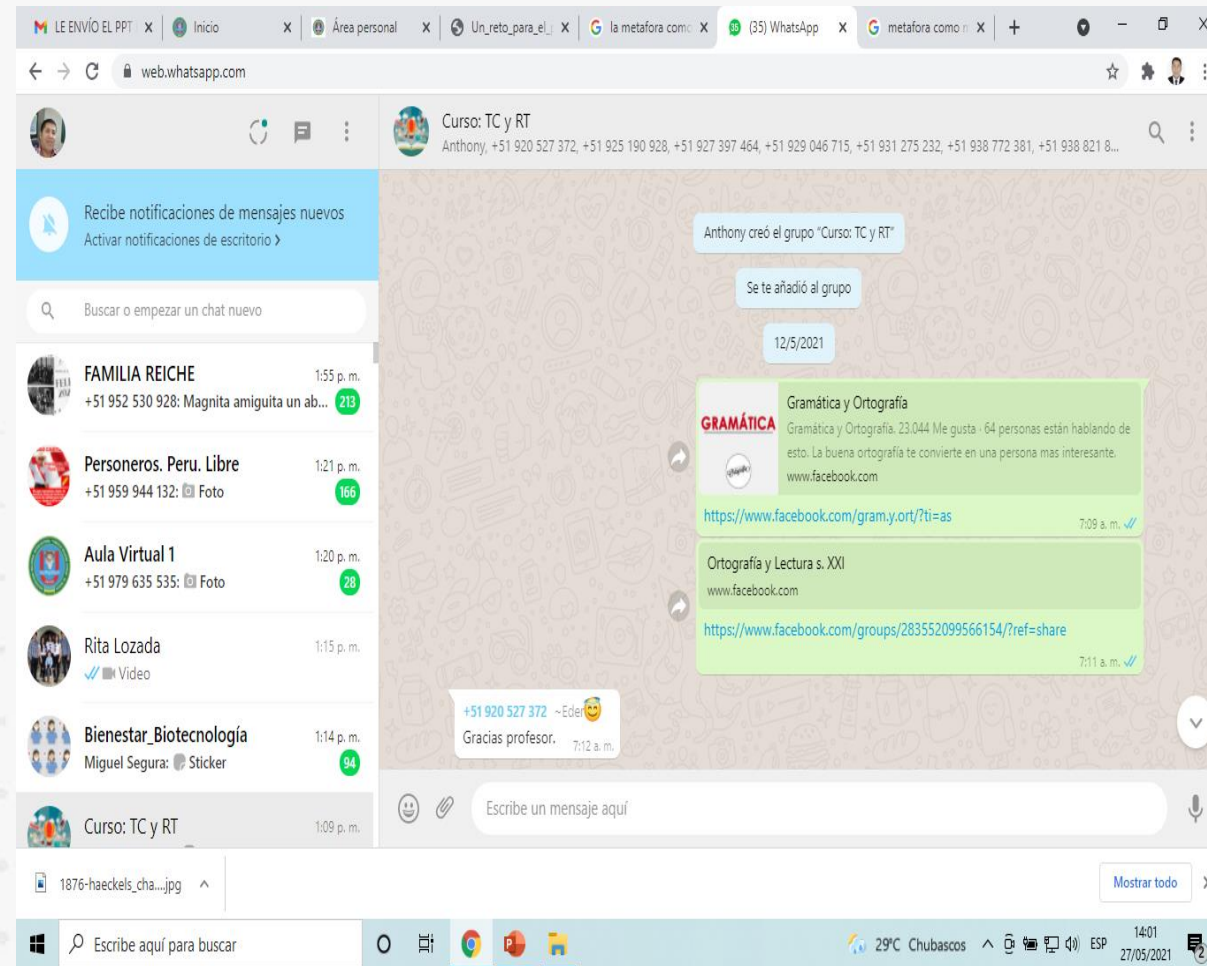 LE ENVÍO EL PPT
Inicio
Área personal
Un_reto_para_el_
la metafora como
(35) WhatsApp
metafora como
web.whatsapp.com
Curso: TC y RT
Anthony, +51 920 527 372, +51 925 190 928, +51 927 397 464, +51 929 046 715, +51 931 275 232, +51 938 772 381, +51 938 821 8...
Recibe notificaciones de mensajes nuevos
Activar notificaciones de escritorio
Buscar o empezar un chat nuevo
FAMILIA REICHE 1:55 p. m.
+51 952 530 928: Magnita amiguita un ab... 213
Personeros. Peru. Libre 1:21 p. m.
+51 959 944 132: Foto 166
Aula Virtual 1 1:20 p. m.
+51 979 635 535: Foto 28
Rita Lozada 1:15 p. m.
Video
Bienestar_Biotecnología 1:14 p. m.
Miguel Segura: Sticker 94
Curso: TC y RT 1:09 p. m.
Anthony creó el grupo "Curso: TC y RT"
Se te añadió al grupo
12/5/2021
GRAMÁTICA
Gramática y Ortografía
Gramática y Ortografía. 23.044 Me gusta · 64 personas están hablando de
esto. La buena ortografía te convierte en una persona mas interesante.
www.facebook.com
https://www.facebook.com/gram.y.ort/?ti=as
7:09 a. m.
Ortografía y Lectura s. XXI
www.facebook.com
https://www.facebook.com/groups/283552099566154/?ref=share
7:11 a. m.
+51 920 527 372 ~Eder
Gracias profesor. 7:12 a. m.
Escribe un mensaje aquí
1876-haeckels_cha....jpg
Mostrar todo
Escribe aquí para buscar
29°C Chubascos
ESP
14:01
27/05/2021
2